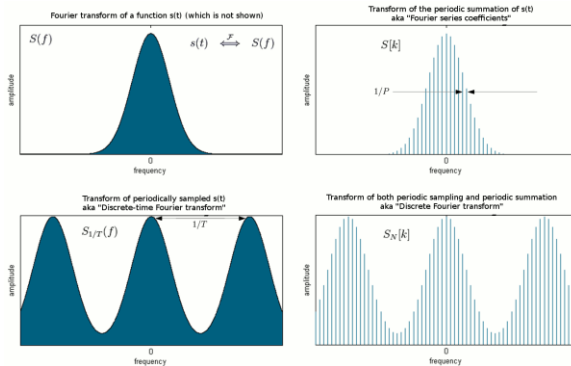 Fourier transform of a function s(t) (which is not shown)
S(f)
s(t) ⟺ S(f)
ℱ
amplitude
0
frequency
Transform of the periodic summation of s(t)
aka "Fourier series coefficients"
S[k]
1/P
amplitude
0
frequency
Transform of periodically sampled s(t)
aka "Discrete-time Fourier transform"
S1/T(f)
1/T
amplitude
0
frequency
Transform of both periodic sampling and periodic summation
aka "Discrete Fourier transform"
SN[k]
amplitude
0
frequency